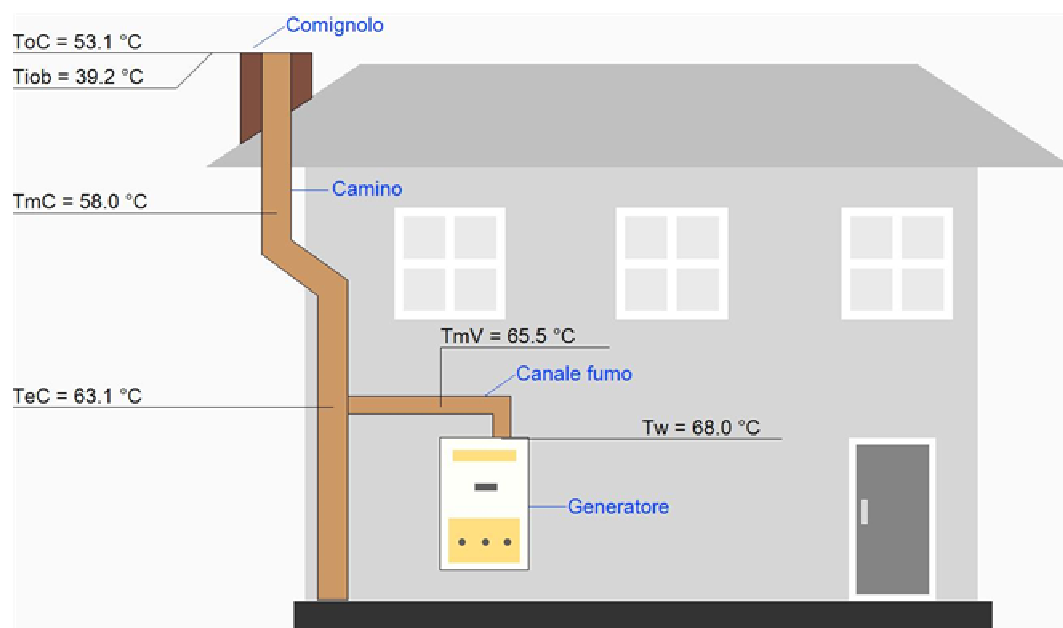 Comignolo
ToC = 53.1 °C
Tiob = 39.2 °C
Camino
TmC = 58.0 °C
TmV = 65.5 °C
Canale fumo
TeC = 63.1 °C
Tw = 68.0 °C
Generatore